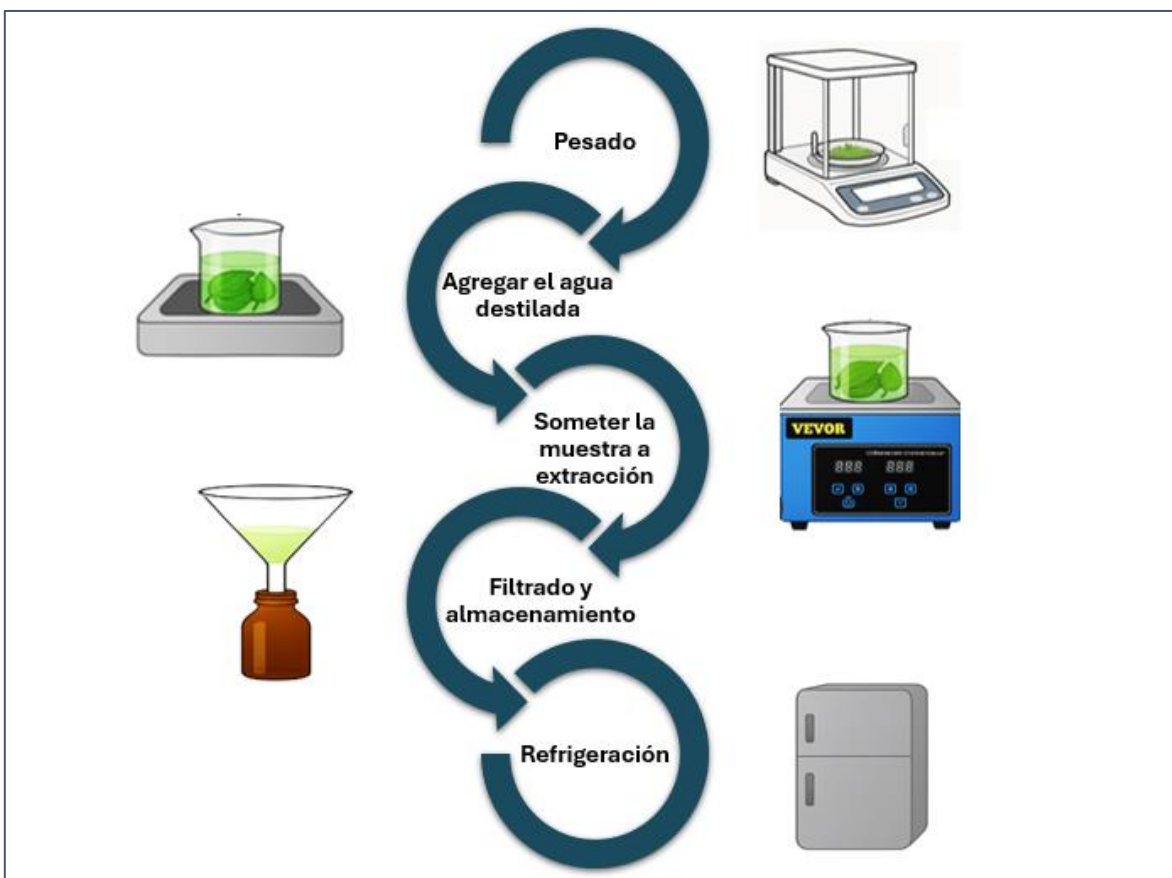 Pesado
Agregar el agua
destilada
Someter la
muestra a
extracción
VEVOR
888 888
Filtrado y
almacenamiento
Refrigeración